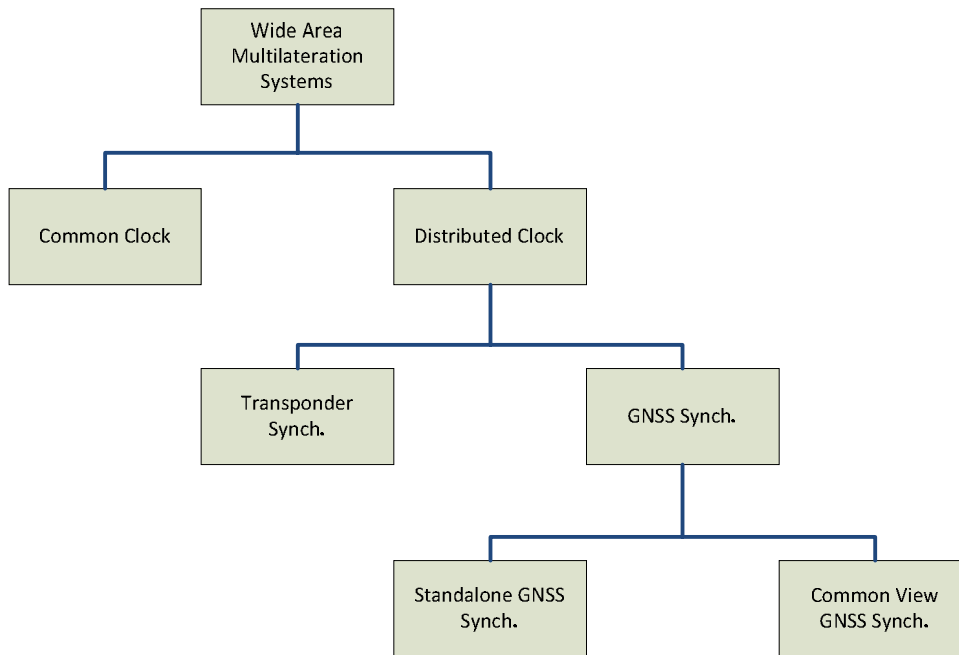 Wide Area
Multilateration
Systems
Common Clock
Distributed Clock
Transponder
Synch.
GNSS Synch.
Standalone GNSS
Synch.
Common View
GNSS Synch.